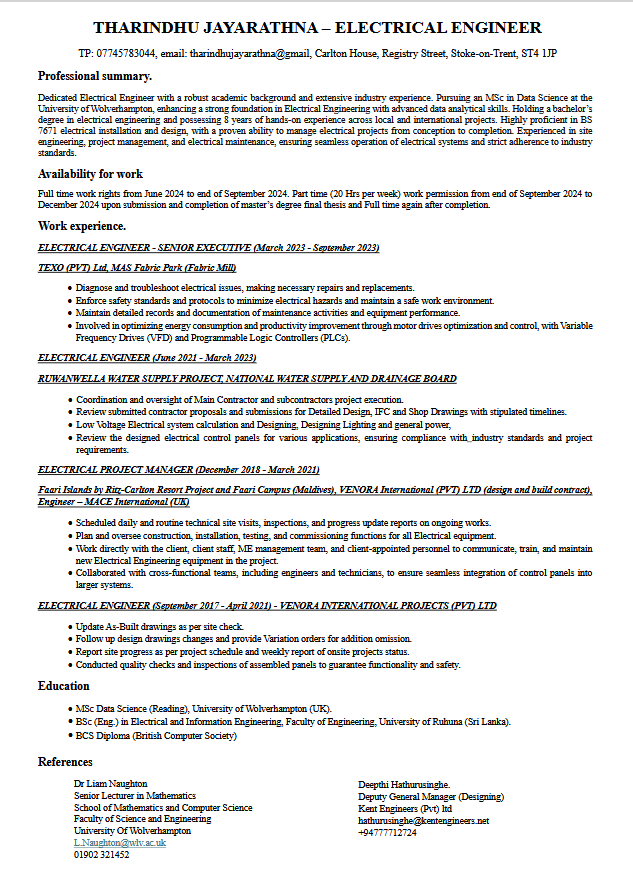 THARINDHU JAYARATHNA – ELECTRICAL ENGINEER
TP: 07745783044, email: tharindhujayarathna@gmail, Carlton House, Registry Street, Stoke-on-Trent, ST4 1JP
Professional summary.
Dedicated Electrical Engineer with a robust academic background and extensive industry experience. Pursuing an MSc in Data Science at the
University of Wolverhampton, enhancing a strong foundation in Electrical Engineering with advanced data analytical skills. Holding a bachelor's
degree in electrical engineering and possessing 8 years of hands-on experience across local and international projects. Highly proficient in BS
7671 electrical installation and design, with a proven ability to manage electrical projects from conception to completion. Experienced in site
engineering, project management, and electrical maintenance, ensuring seamless operation of electrical systems and strict adherence to industry
standards.
Availability for work
Full time work rights from June 2024 to end of September 2024. Part time (20 Hrs per week) work permission from end of September 2024 to
December 2024 upon submission and completion of master's degree final thesis and Full time again after completion.
Work experience.
ELECTRICAL ENGINEER - SENIOR EXECUTIVE (March 2023 - September 2023)
TEXO (PVT) Ltd, MAS Fabric Park (Fabric Mill)
• Diagnose and troubleshoot electrical issues, making necessary repairs and replacements.
• Enforce safety standards and protocols to minimize electrical hazards and maintain a safe work environment.
• Maintain detailed records and documentation of maintenance activities and equipment performance.
• Involved in optimizing energy consumption and productivity improvement through motor drives optimization and control, with Variable
Frequency Drives (VFD) and Programmable Logic Controllers (PLCs).
ELECTRICAL ENGINEER (June 2021 - March 2023)
RUWANWELLA WATER SUPPLY PROJECT, NATIONAL WATER SUPPLY AND DRAINAGE BOARD
• Coordination and oversight of Main Contractor and subcontractors project execution.
• Review submitted contractor proposals and submissions for Detailed Design, IFC and Shop Drawings with stipulated timelines.
• Low Voltage Electrical system calculation and Designing, Designing Lighting and general power,
• Review the designed electrical control panels for various applications, ensuring compliance with industry standards and project
requirements.
ELECTRICAL PROJECT MANAGER (December 2018 - March 2021)
Faari Islands by Ritz-Carlton Resort Project and Faari Campus (Maldives), VENORA International (PVT) LTD (design and build contract),
Engineer – MACE International (UK)
• Scheduled daily and routine technical site visits, inspections, and progress update reports on ongoing works.
• Plan and oversee construction, installation, testing, and commissioning functions for all Electrical equipment.
• Work directly with the client, client staff, ME management team, and client-appointed personnel to communicate, train, and maintain
new Electrical Engineering equipment in the project.
• Collaborated with cross-functional teams, including engineers and technicians, to ensure seamless integration of control panels into
larger systems.
ELECTRICAL ENGINEER (September 2017 - April 2021) - VENORA INTERNATIONAL PROJECTS (PVT) LTD
• Update As-Built drawings as per site check.
• Follow up design drawings changes and provide Variation orders for addition omission.
• Report site progress as per project schedule and weekly report of onsite projects status.
• Conducted quality checks and inspections of assembled panels to guarantee functionality and safety.
Education
• MSc Data Science (Reading), University of Wolverhampton (UK).
• BSc (Eng.) in Electrical and Information Engineering, Faculty of Engineering, University of Ruhuna (Sri Lanka).
• BCS Diploma (British Computer Society)
References
Dr Liam Naughton
Senior Lecturer in Mathematics
School of Mathematics and Computer Science
Faculty of Science and Engineering
University Of Wolverhampton
L.Naughton@wlv.ac.uk
01902 321452
Deepthi Hathurusinghe.
Deputy General Manager (Designing)
Kent Engineers (Pvt) ltd
hathurusinghe@kentengineers.net
+94777712724